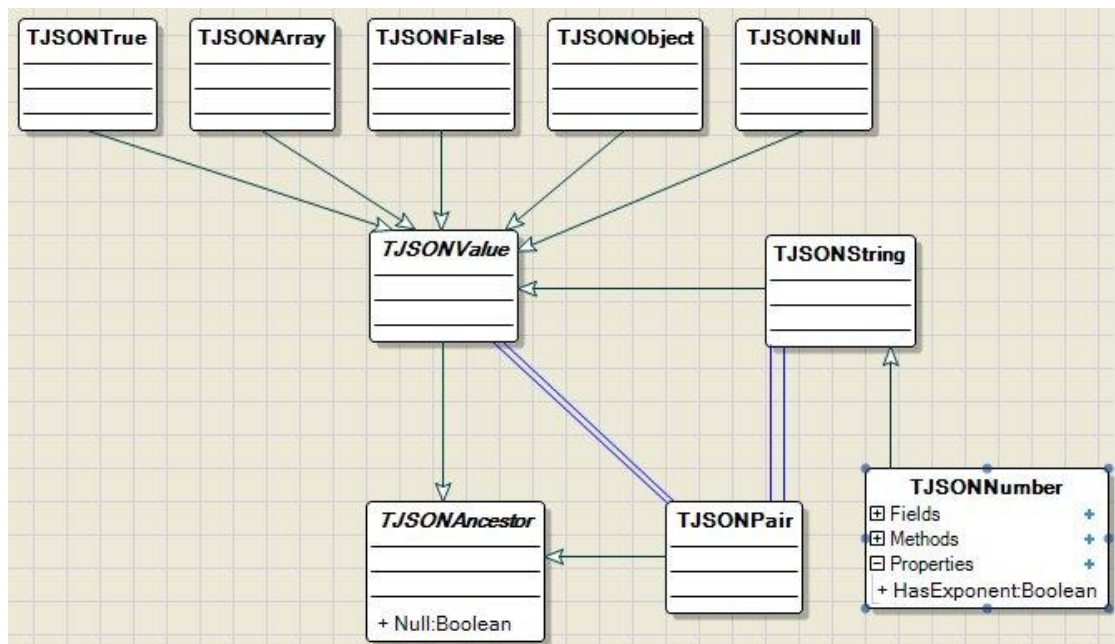 TJSONTrue
TJSONArray
TJSONFalse
TJSONObject
TJSONNull
TJSONValue
TJSONString
TJSONAncestor
+ Null:Boolean
TJSONPair
TJSONNumber
Fields
Methods
Properties
+ HasExponent:Boolean